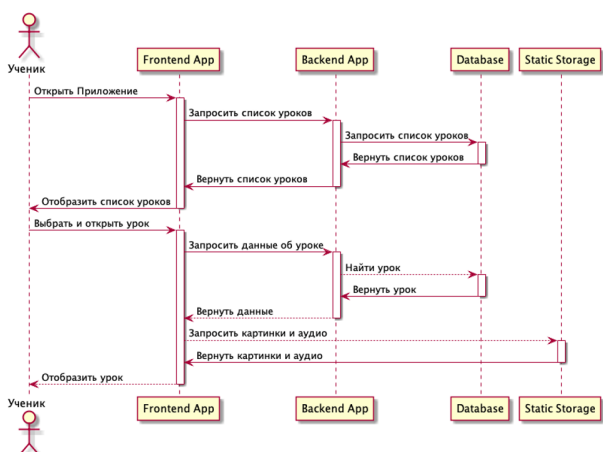 Ученик
Frontend App
Backend App
Database
Static Storage
Открыть Приложение
Запросить список уроков
Запросить список уроков
Вернуть список уроков
Вернуть список уроков
Отобразить список уроков
Выбрать и открыть урок
Запросить данные об уроке
Найти урок
Вернуть урок
Вернуть данные
Запросить картинки и аудио
Вернуть картинки и аудио
Отобразить урок
Ученик
Frontend App
Backend App
Database
Static Storage